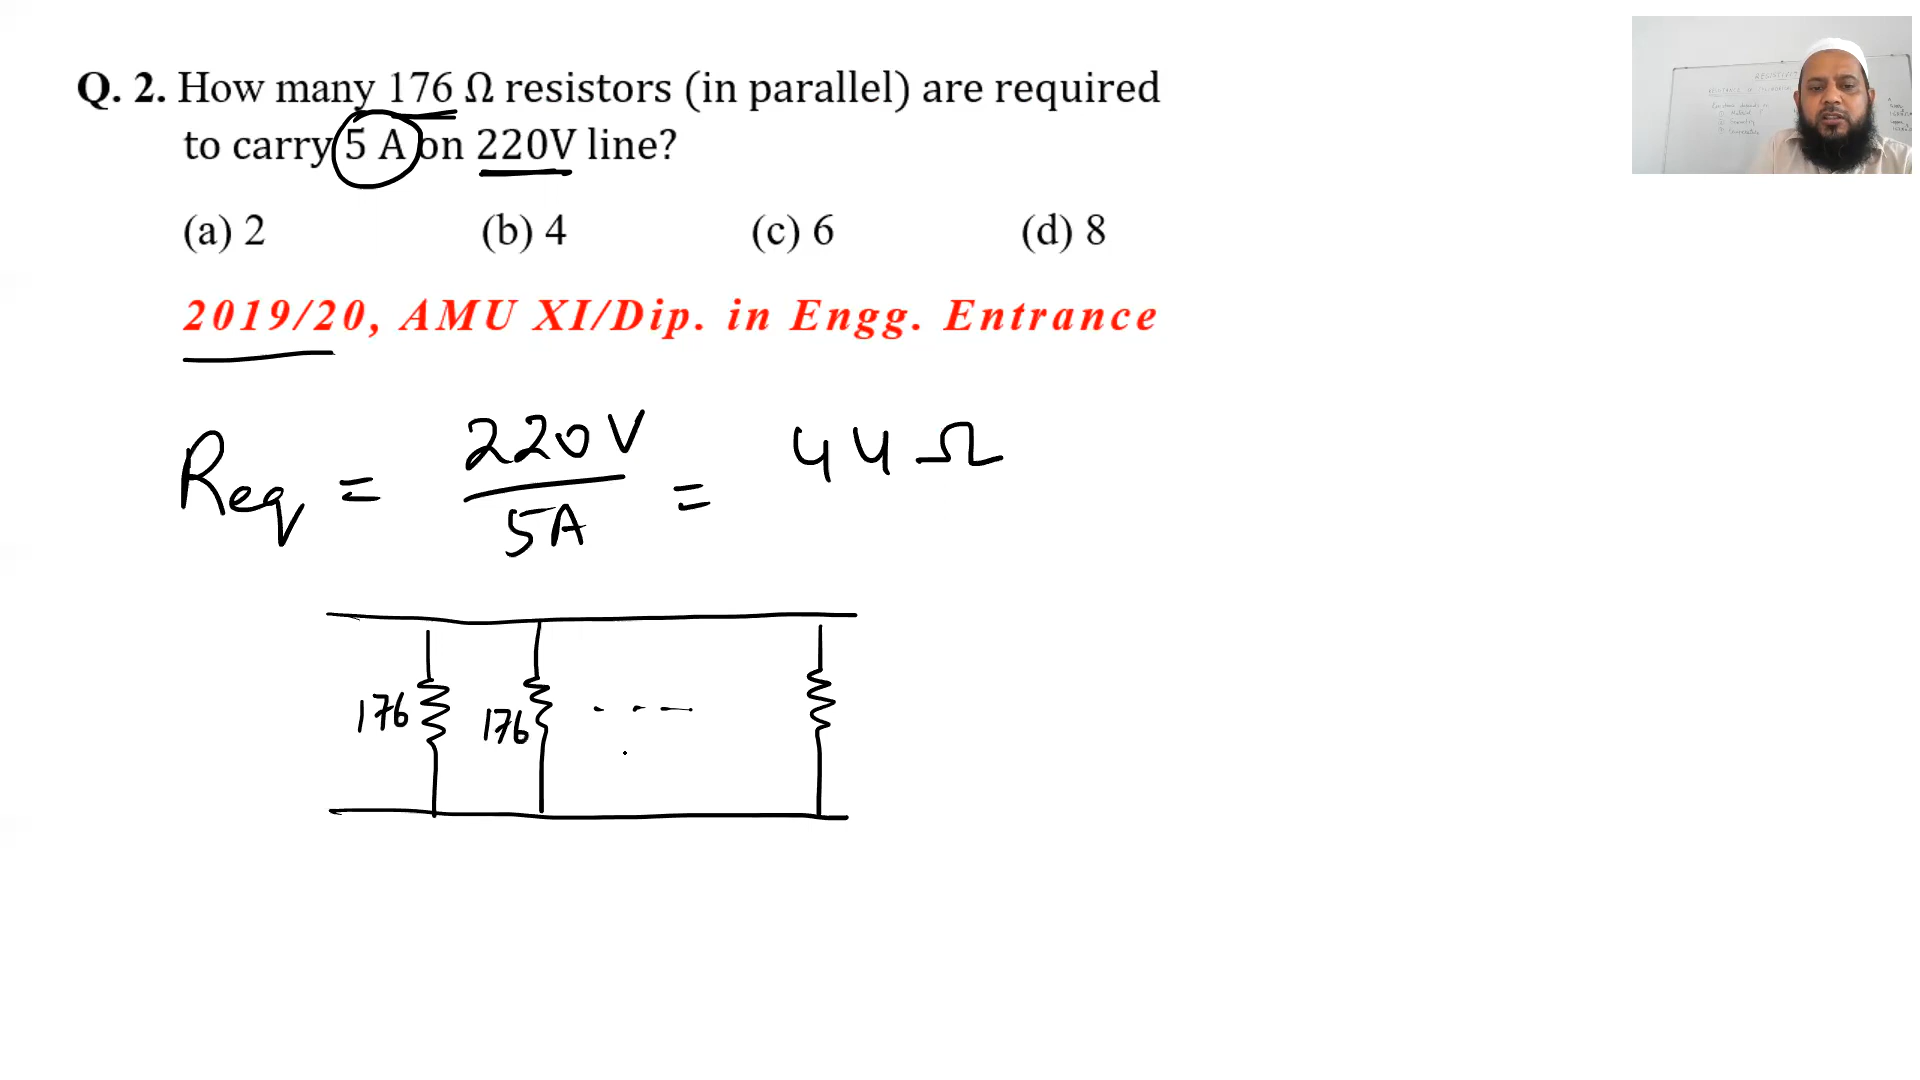 Q. 2. How many 176 Ω resistors (in parallel) are required
to carry 5 A on 220V line?
(a) 2 (b) 4 (c) 6 (d) 8
2019/20, AMU XI/Dip. in Engg. Entrance
Req = 220V / 5A = 44 Ω
176 176 . . . —